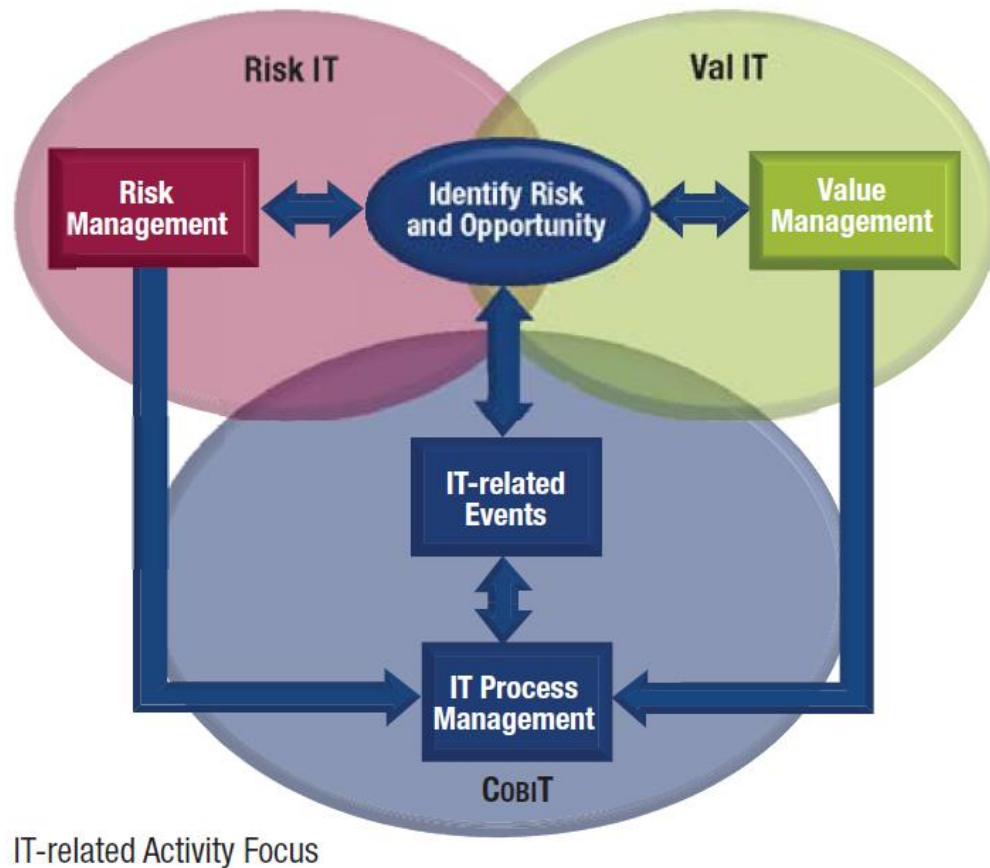 Risk IT
Val IT
Risk
Management
Identify Risk
and Opportunity
Value
Management
IT-related
Events
IT Process
Management
COBIT
IT-related Activity Focus